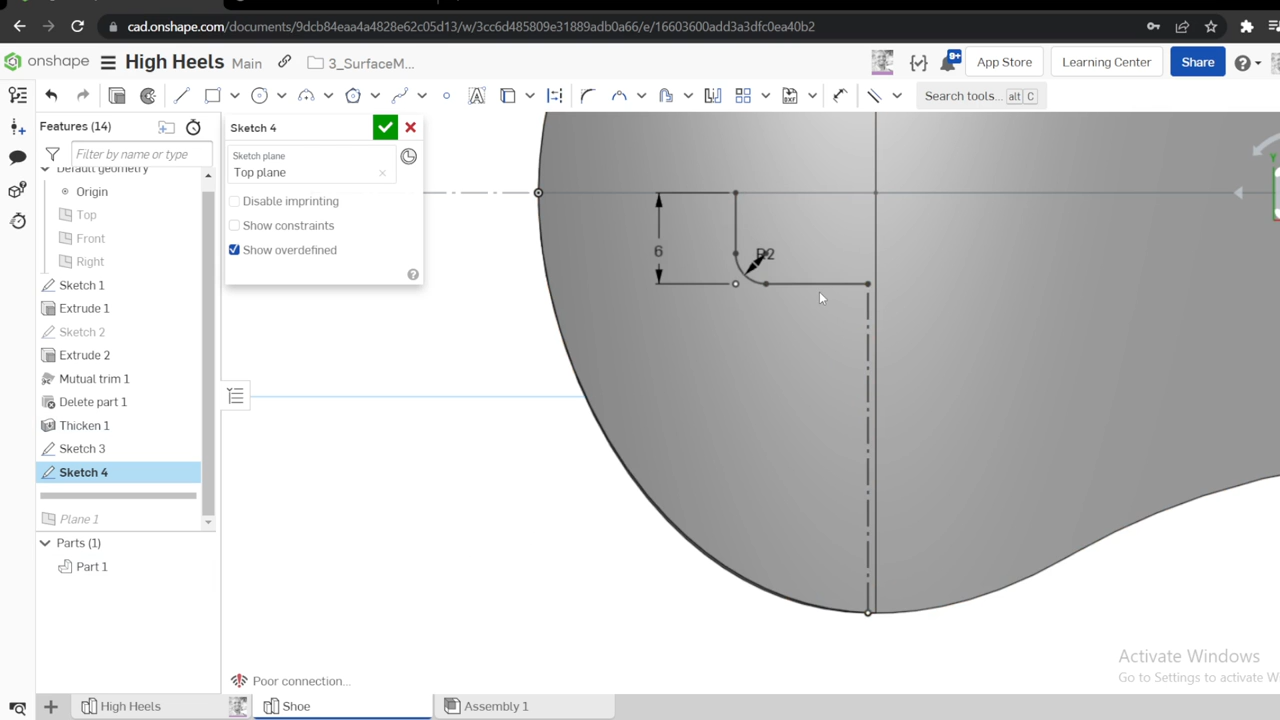 cad.onshape.com/documents/9dcb84eaa4a4828e62c05d13/w/3cc6d485809e31889adb0a66/e/16603600add3a3dfc0ea40b2
onshape High Heels Main 3_SurfaceM... App Store Learning Center Share
Search tools... alt C
Features (14)
Filter by name or type
Default geometry
Origin
Top
Front
Right
Sketch 1
Extrude 1
Sketch 2
Extrude 2
Mutual trim 1
Delete part 1
Thicken 1
Sketch 3
Sketch 4
Plane 1
Parts (1)
Part 1
Sketch 4
Sketch plane
Top plane
Disable imprinting
Show constraints
Show overdefined
6
R2
Y
Poor connection...
Activate Windows
Go to Settings to activate W
High Heels
Shoe
Assembly 1